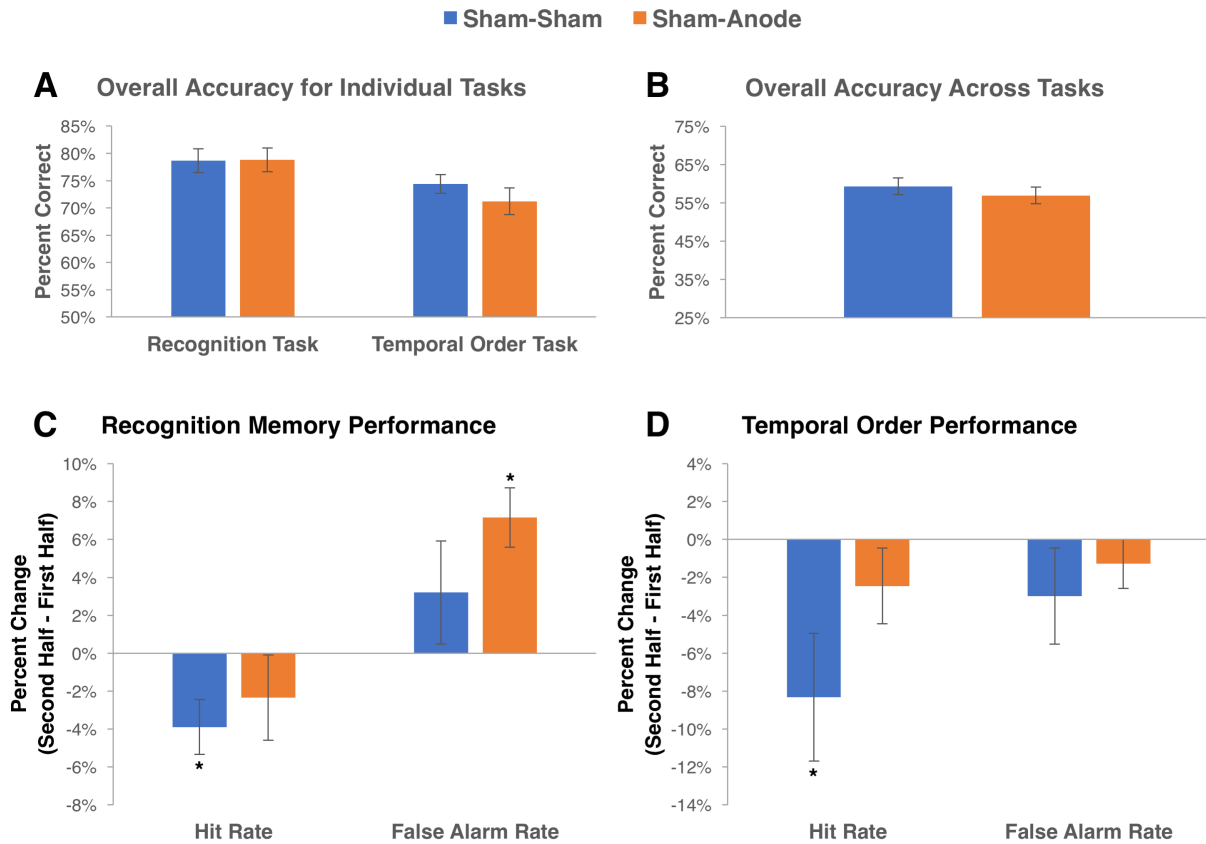 Sham-Sham Sham-Anode
A Overall Accuracy for Individual Tasks
Percent Correct
85%
80%
75%
70%
65%
60%
55%
50%
Recognition Task Temporal Order Task
B Overall Accuracy Across Tasks
Percent Correct
75%
65%
55%
45%
35%
25%
C Recognition Memory Performance
Percent Change
(Second Half - First Half)
10%
8%
6%
4%
2%
0%
-2%
-4%
-6%
-8%
*
*
Hit Rate False Alarm Rate
D Temporal Order Performance
Percent Change
(Second Half - First Half)
4%
2%
0%
-2%
-4%
-6%
-8%
-10%
-12%
-14%
*
Hit Rate False Alarm Rate